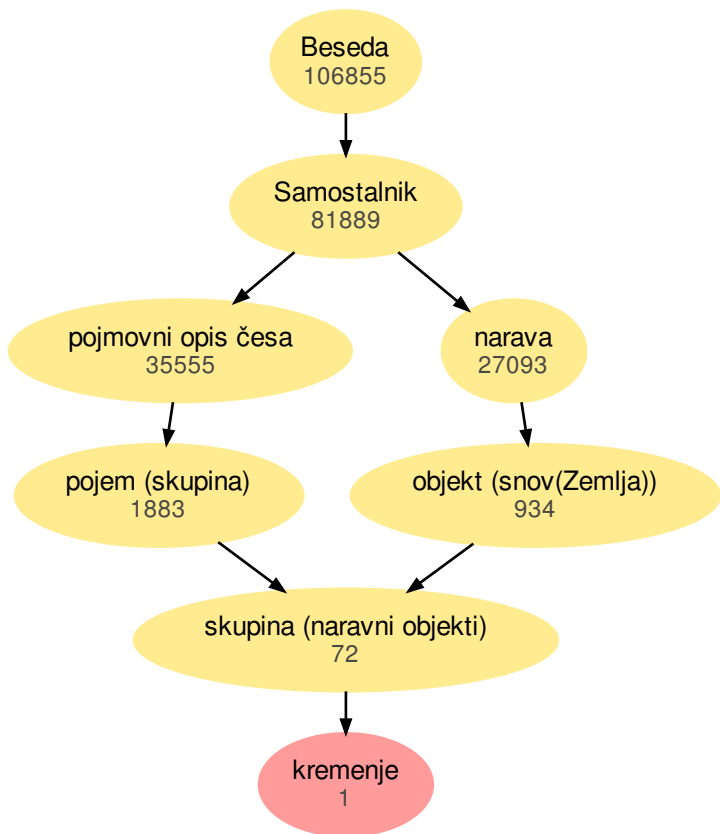 Beseda
106855
Samostalnik
81889
pojmovni opis česa
35555
narava
27093
pojem (skupina)
1883
objekt (snov(Zemlja))
934
skupina (naravni objekti)
72
kremenje
1